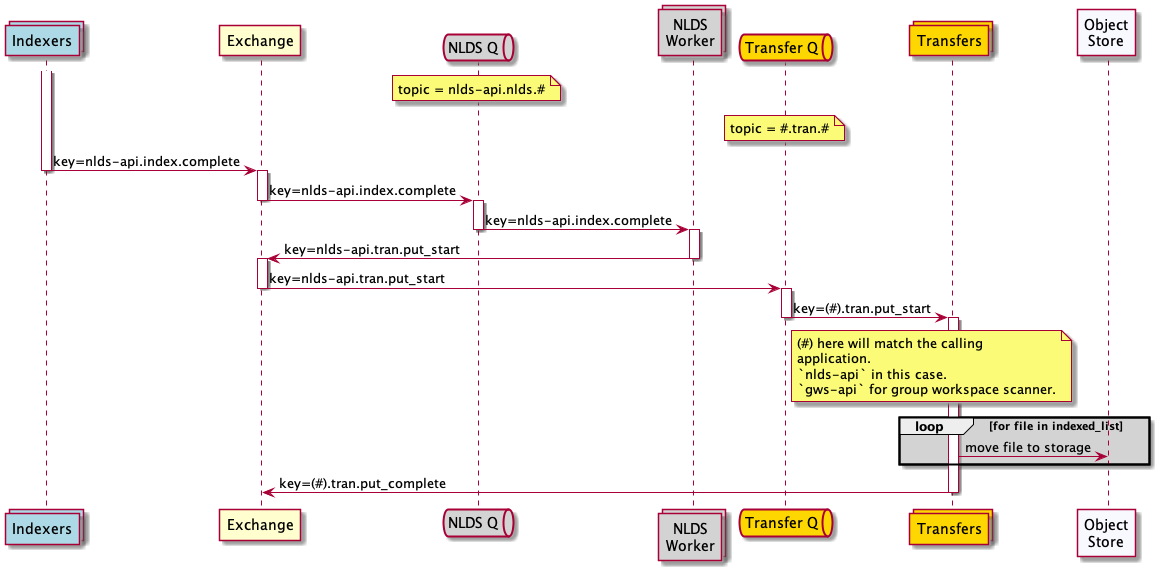 Indexers
Exchange
NLDS Q
NLDS
Worker
Transfer Q
Transfers
Object
Store
topic = nlds-api.nlds.#
topic = #.tran.#
key=nlds-api.index.complete
key=nlds-api.index.complete
key=nlds-api.index.complete
key=nlds-api.tran.put_start
key=nlds-api.tran.put_start
key=(#).tran.put_start
(#) here will match the calling
application.
`nlds-api` in this case.
`gws-api` for group workspace scanner.
loop
[for file in indexed_list]
move file to storage
key=(#).tran.put_complete
Indexers
Exchange
NLDS Q
NLDS
Worker
Transfer Q
Transfers
Object
Store